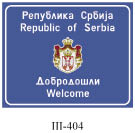 Република Србија
Republic of Serbia
Добродошли
Welcome
III-404